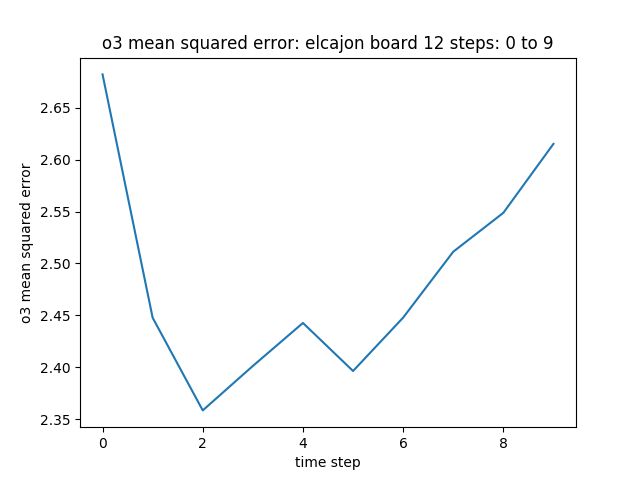 o3 mean squared error: elcajon board 12 steps: 0 to 9
o3 mean squared error
2.65
2.60
2.55
2.50
2.45
2.40
2.35
0 2 4 6 8
time step